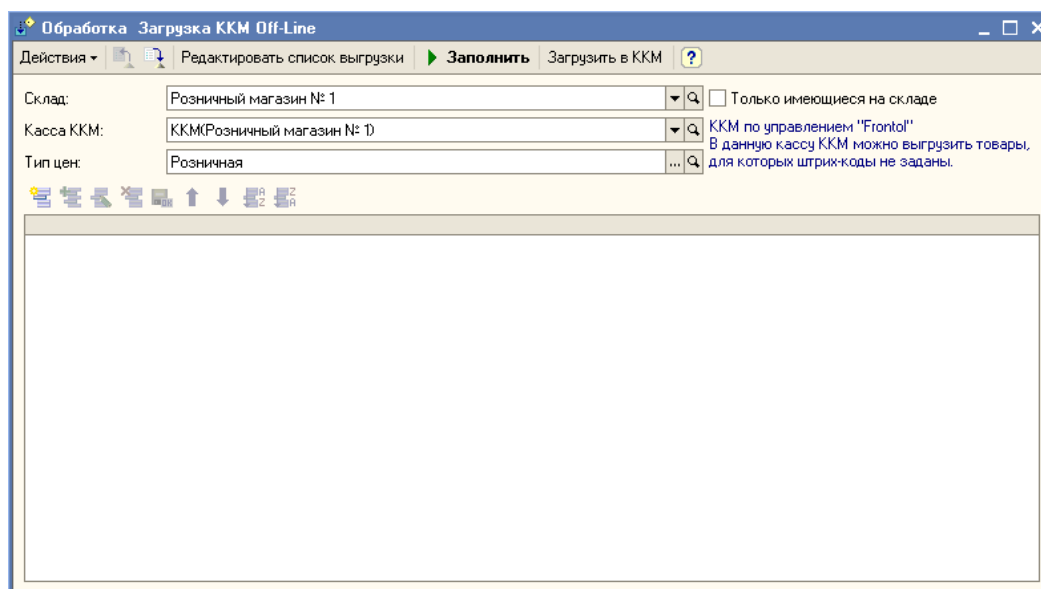 Обработка Загрузка ККМ Off-Line
Действия Редактировать список выгрузки Заполнить Загрузить в ККМ ?
Склад: Розничный магазин № 1 Только имеющиеся на складе
Касса ККМ: ККМ(Розничный магазин № 1) ККМ по управлением "Frontol"
В данную кассу ККМ можно выгрузить товары,
Тип цен: Розничная ... для которых штрих-коды не заданы.